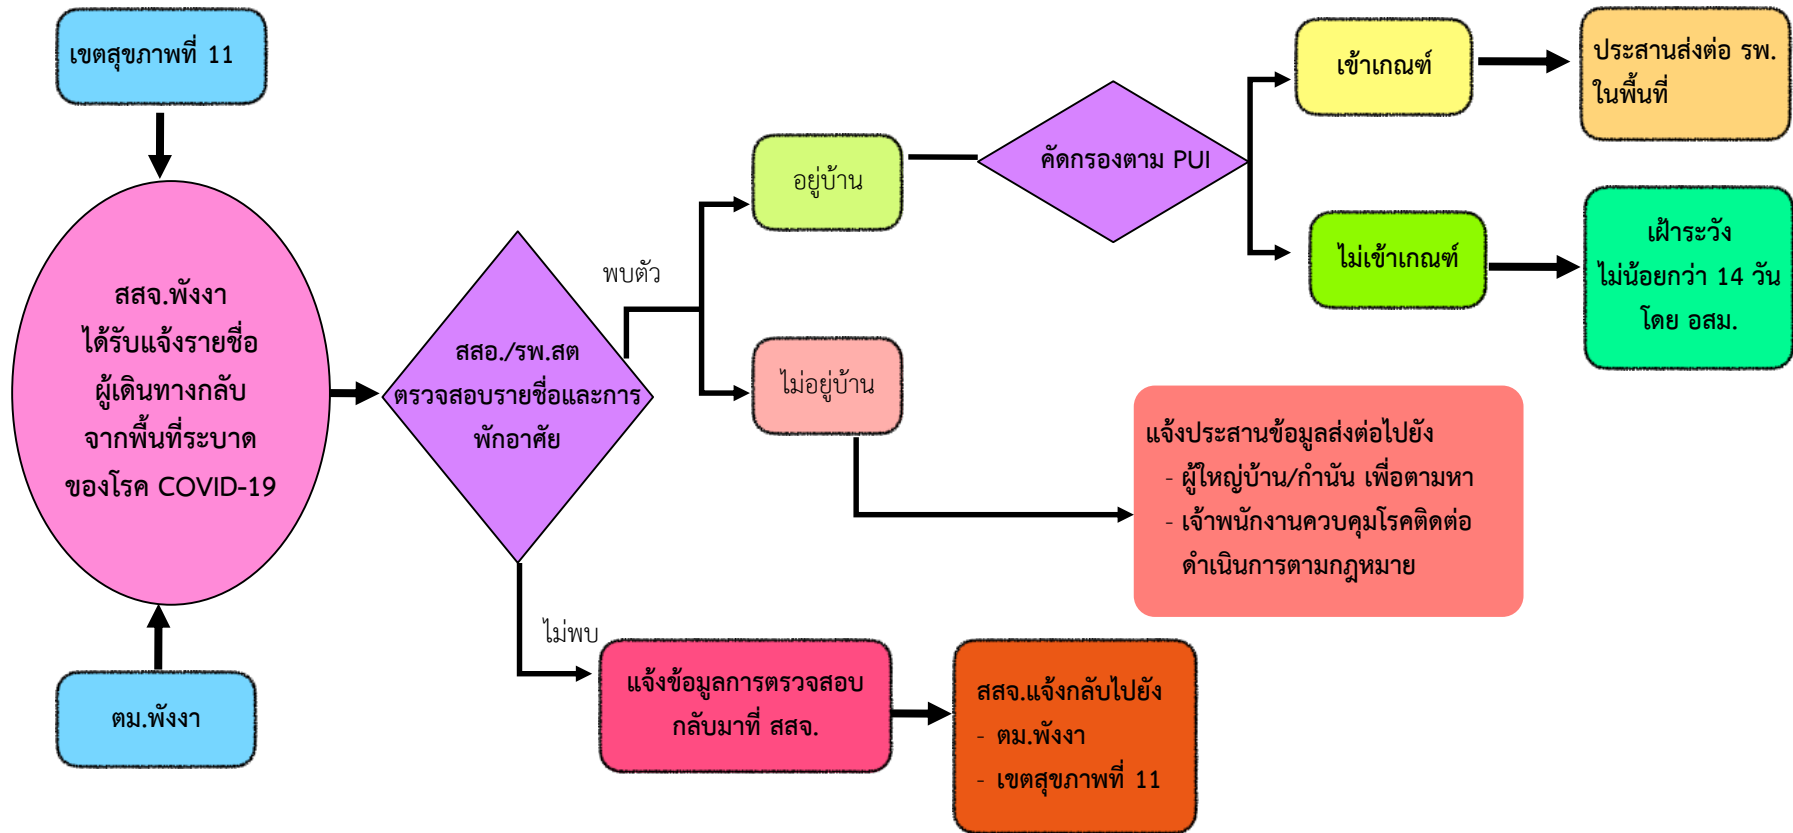 เขตสุขภาพที่ 11
สสจ.พังงา
ได้รับแจ้งรายชื่อ
ผู้เดินทางกลับ
จากพื้นที่ระบาด
ของโรค COVID-19
ตม.พังงา
สสอ./รพ.สต
ตรวจสอบรายชื่อและการ
พักอาศัย
พบตัว
อยู่บ้าน
คัดกรองตาม PUI
เข้าเกณฑ์
ประสานส่งต่อ รพ.
ในพื้นที่
ไม่เข้าเกณฑ์
เฝ้าระวัง
ไม่น้อยกว่า 14 วัน
โดย อสม.
ไม่อยู่บ้าน
แจ้งประสานข้อมูลส่งต่อไปยัง
- ผู้ใหญ่บ้าน/กำนัน เพื่อตามหา
- เจ้าพนักงานควบคุมโรคติดต่อ
ดำเนินการตามกฎหมาย
ไม่พบ
แจ้งข้อมูลการตรวจสอบ
กลับมาที่ สสจ.
สสจ.แจ้งกลับไปยัง
- ตม.พังงา
- เขตสุขภาพที่ 11